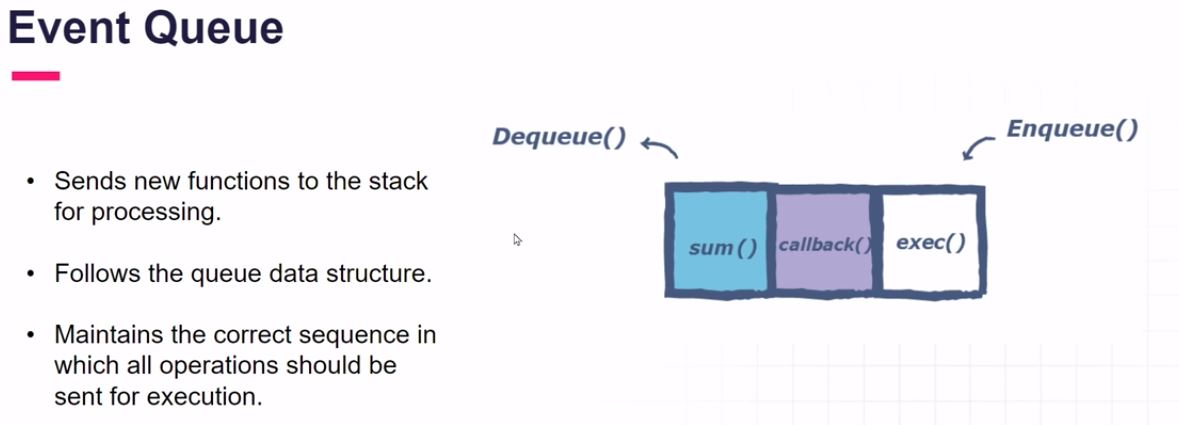 Event Queue
Dequeue()
Enqueue()
• Sends new functions to the stack
for processing.
sum()
callback()
exec()
• Follows the queue data structure.
• Maintains the correct sequence in
which all operations should be
sent for execution.